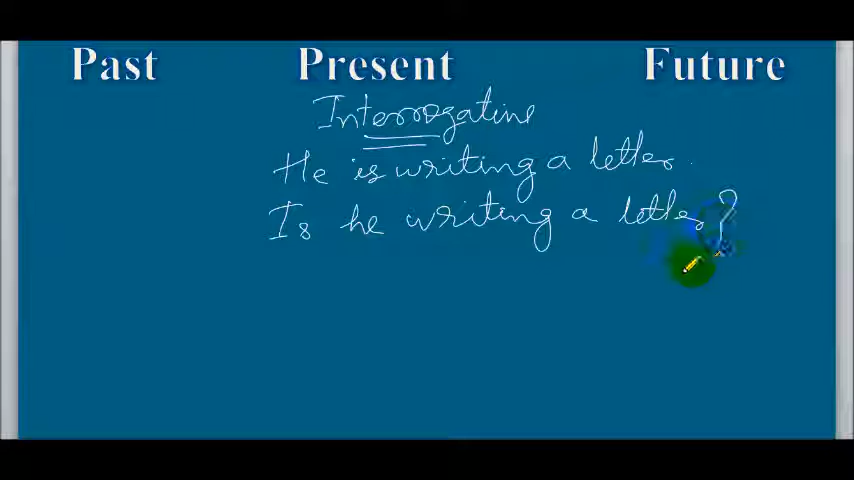 Past Present Future
Interrogative
He is writing a letter.
Is he writing a letter?